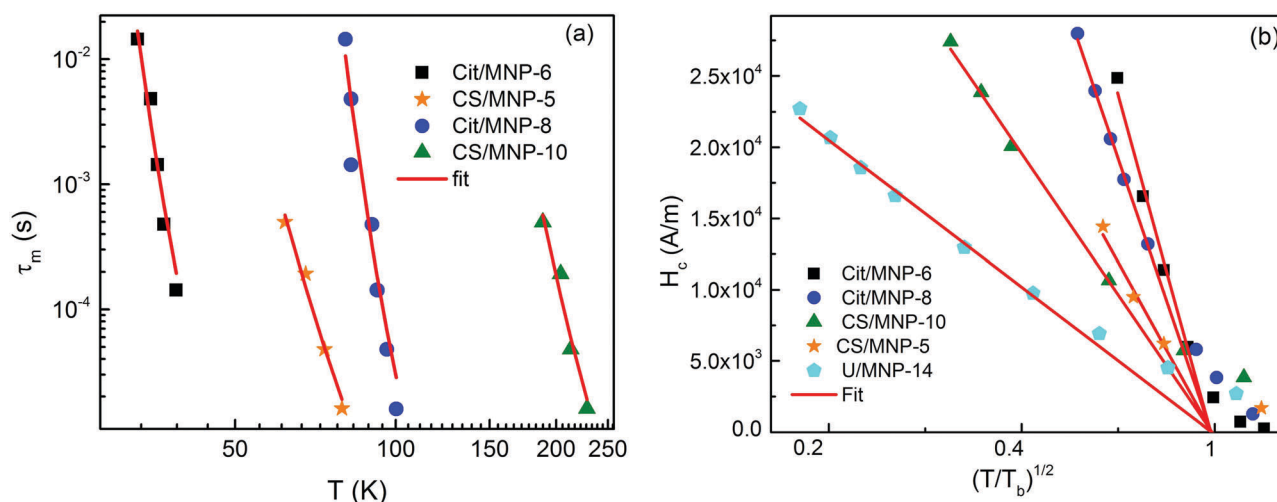 (a)
τm (s)
10⁻²
10⁻³
10⁻⁴
Cit/MNP-6
CS/MNP-5
Cit/MNP-8
CS/MNP-10
fit
50
100
200 250
T (K)
(b)
Hc (A/m)
2.5x10⁴
2.0x10⁴
1.5x10⁴
1.0x10⁴
5.0x10³
0.0
Cit/MNP-6
Cit/MNP-8
CS/MNP-10
CS/MNP-5
U/MNP-14
Fit
0.2
0.4
1
(T/Tb)^1/2